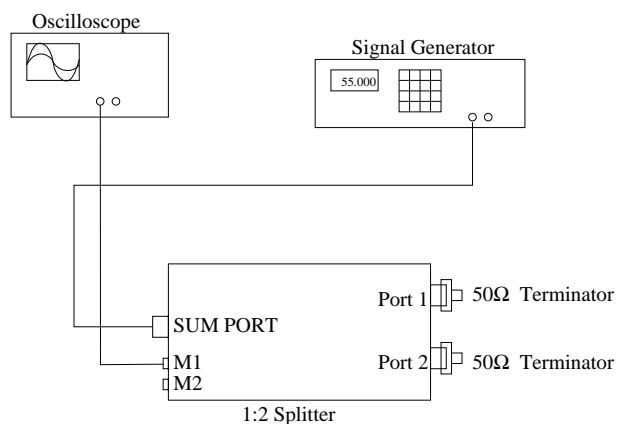 Oscilloscope
Signal Generator
55.000
Port 1
50Ω Terminator
SUM PORT
M1
Port 2
50Ω Terminator
M2
1:2 Splitter